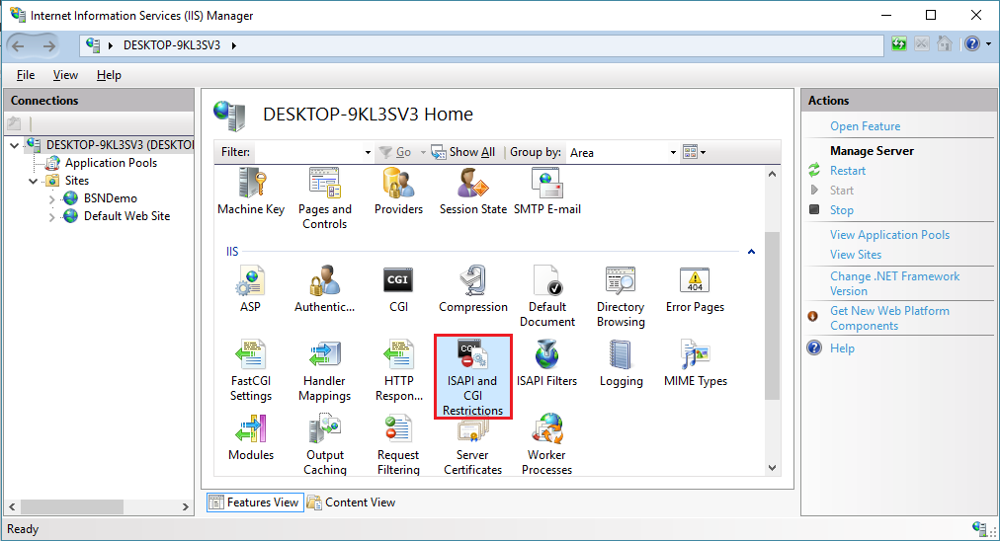 Internet Information Services (IIS) Manager
DESKTOP-9KL3SV3
File View Help
Connections
DESKTOP-9KL3SV3 (DESKTO
Application Pools
Sites
BSNDemo
Default Web Site
DESKTOP-9KL3SV3 Home
Filter: Go Show All Group by: Area
Machine Key
Pages and
Controls
Providers
Session State
SMTP E-mail
IIS
ASP
Authentic...
CGI
CGI
Compression
Default
Document
Directory
Browsing
404
Error Pages
FastCGI
Settings
Handler
Mappings
HTTP
Respon...
CGI
ISAPI and
CGI
Restrictions
ISAPI Filters
Logging
MIME Types
Modules
Output
Caching
Request
Filtering
Server
Certificates
Worker
Processes
Features View Content View
Actions
Open Feature
Manage Server
Restart
Start
Stop
View Application Pools
View Sites
Change .NET Framework
Version
Get New Web Platform
Components
Help
Ready